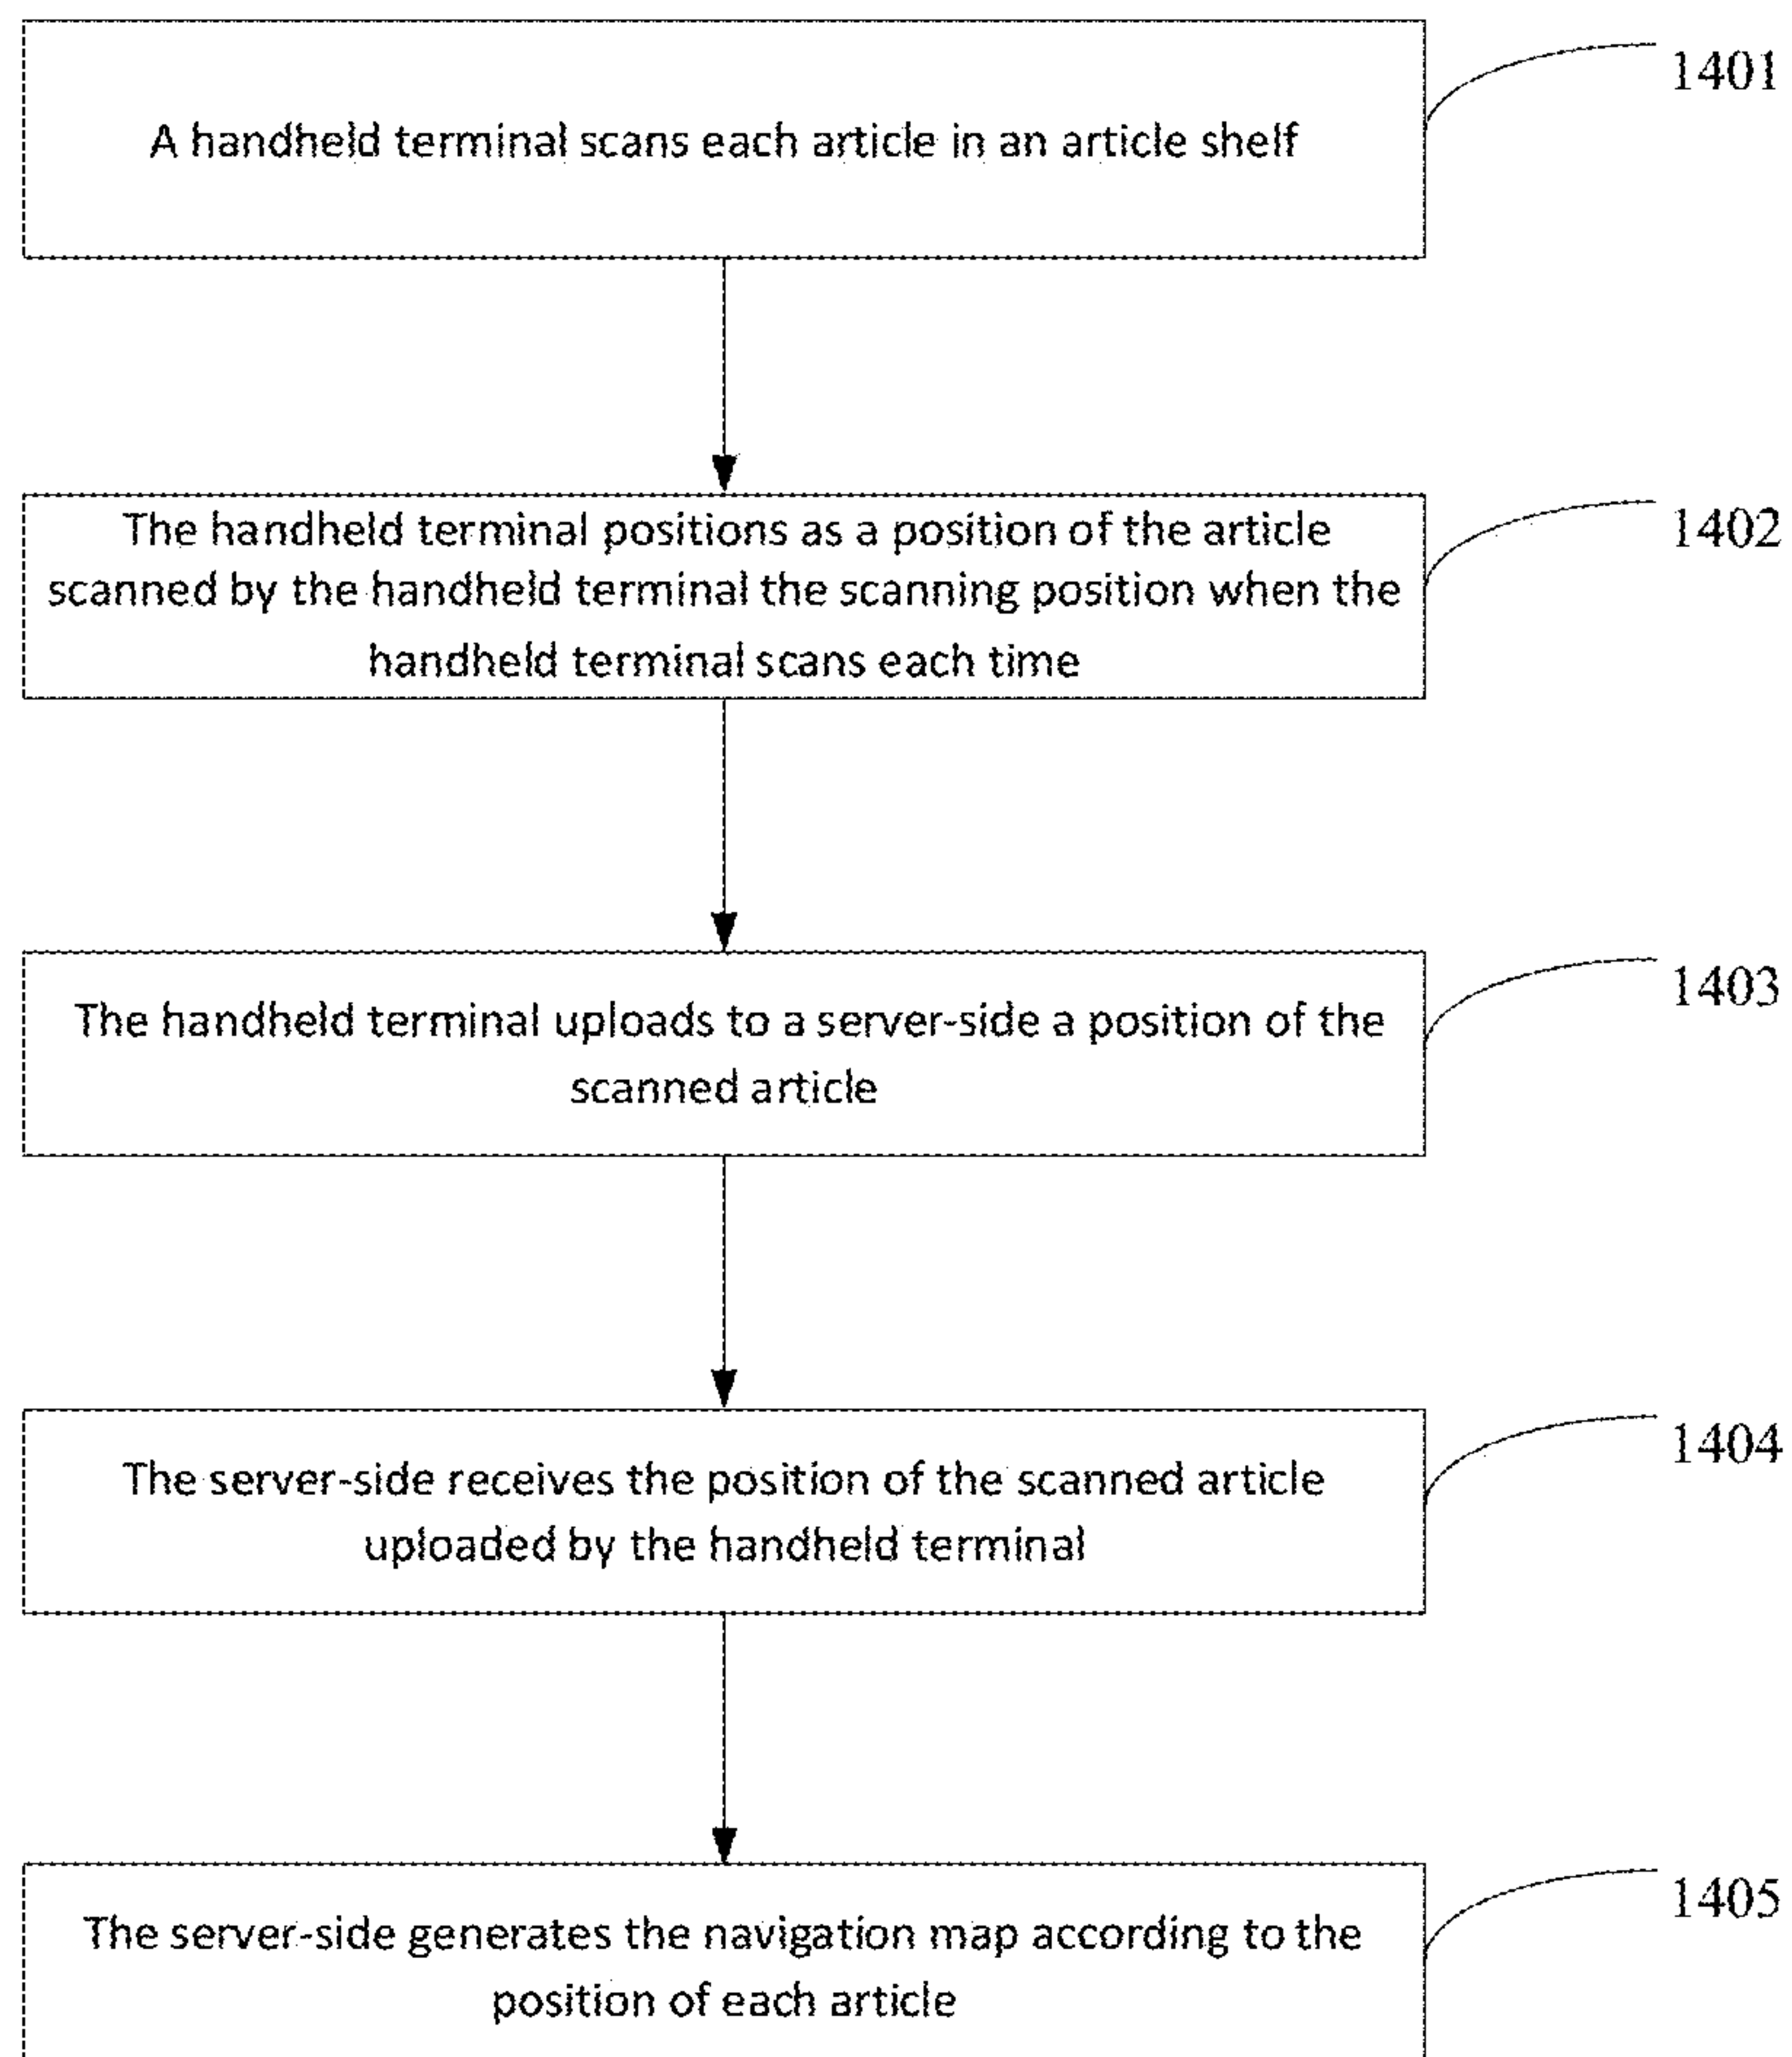 A handheld terminal scans each article in an article shelf
1401
The handheld terminal positions as a position of the article
scanned by the handheld terminal the scanning position when the
handheld terminal scans each time
1402
The handheld terminal uploads to a server-side a position of the
scanned article
1403
The server-side receives the position of the scanned article
uploaded by the handheld terminal
1404
The server-side generates the navigation map according to the
position of each article
1405